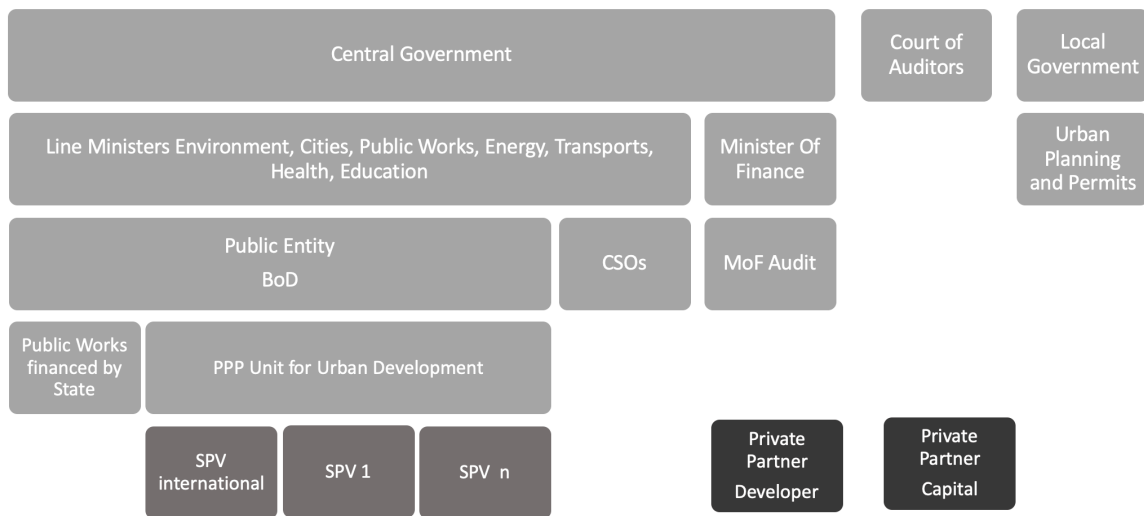 Central Government
Court of
Auditors
Local
Government
Line Ministers Environment, Cities, Public Works, Energy, Transports,
Health, Education
Minister Of
Finance
Urban
Planning
and Permits
Public Entity
BoD
CSOs
MoF Audit
Public Works
financed by
State
PPP Unit for Urban Development
SPV
international
SPV 1
SPV n
Private
Partner
Developer
Private
Partner
Capital